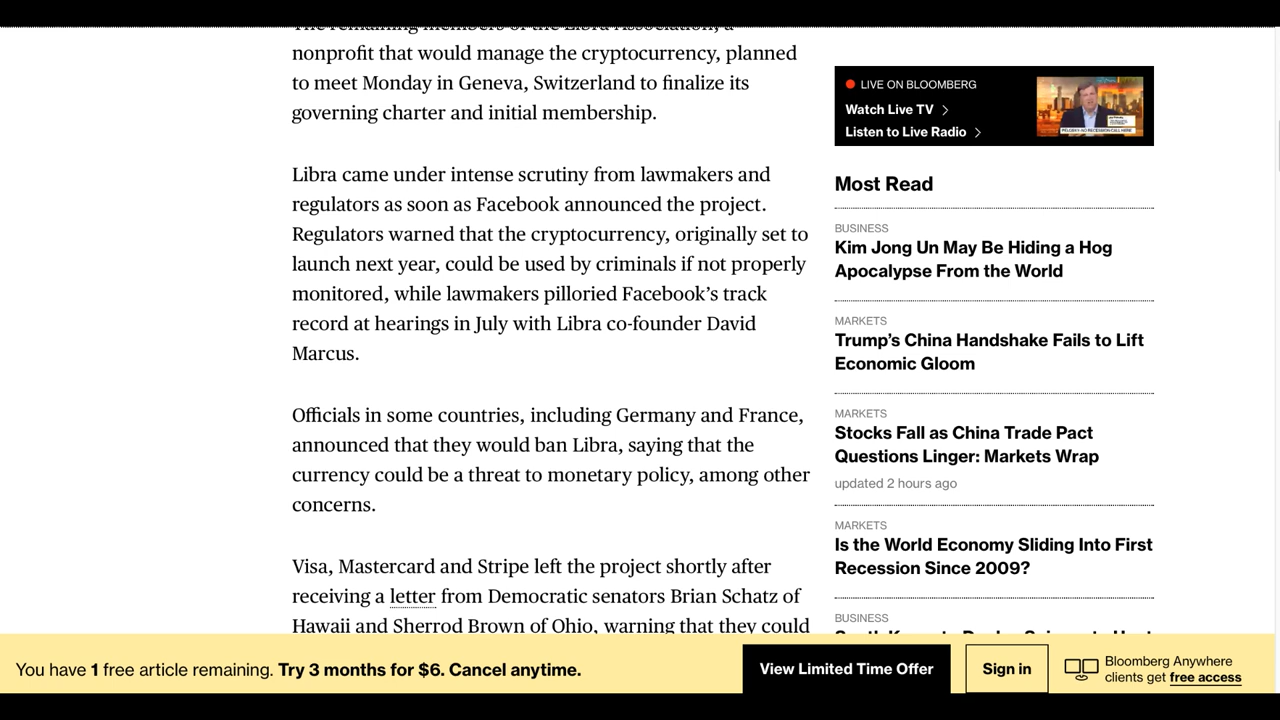 The remaining members of the Libra Association, a
nonprofit that would manage the cryptocurrency, planned
to meet Monday in Geneva, Switzerland to finalize its
governing charter and initial membership.
Libra came under intense scrutiny from lawmakers and
regulators as soon as Facebook announced the project.
Regulators warned that the cryptocurrency, originally set to
launch next year, could be used by criminals if not properly
monitored, while lawmakers pilloried Facebook’s track
record at hearings in July with Libra co-founder David
Marcus.
Officials in some countries, including Germany and France,
announced that they would ban Libra, saying that the
currency could be a threat to monetary policy, among other
concerns.
Visa, Mastercard and Stripe left the project shortly after
receiving a letter from Democratic senators Brian Schatz of
Hawaii and Sherrod Brown of Ohio, warning that they could
LIVE ON BLOOMBERG
Watch Live TV
Listen to Live Radio
Most Read
BUSINESS
Kim Jong Un May Be Hiding a Hog
Apocalypse From the World
MARKETS
Trump’s China Handshake Fails to Lift
Economic Gloom
MARKETS
Stocks Fall as China Trade Pact
Questions Linger: Markets Wrap
updated 2 hours ago
MARKETS
Is the World Economy Sliding Into First
Recession Since 2009?
BUSINESS
You have 1 free article remaining. Try 3 months for $6. Cancel anytime.
View Limited Time Offer
Sign in
Bloomberg Anywhere
clients get free access